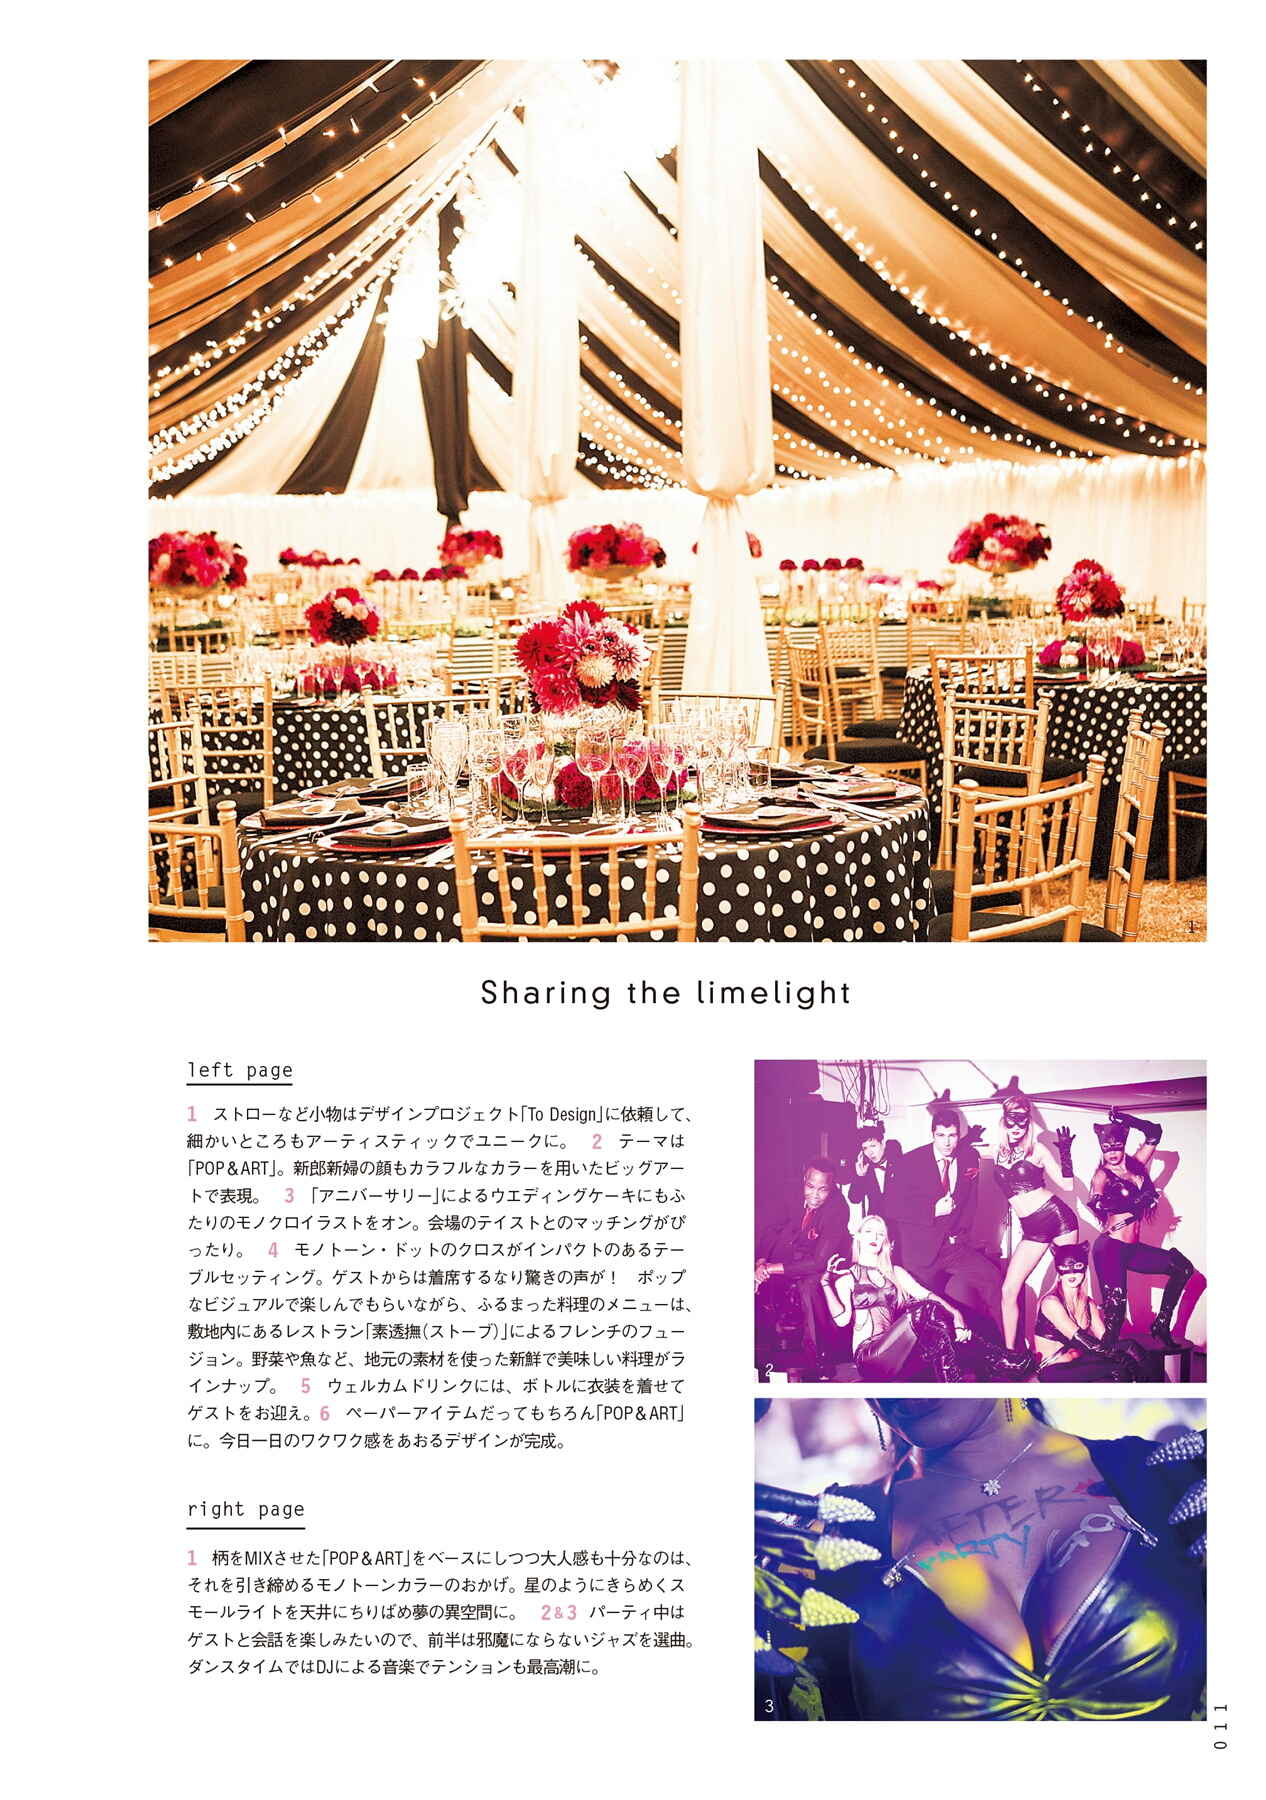 1
Sharing the limelight
left page
1 ストローなど小物はデザインプロジェクト「To Design」に依頼して、
細かいところもアーティスティックでユニークに。 2 テーマは
「POP&ART」。新郎新婦の顔もカラフルなカラーを用いたビッグアー
トで表現。 3 「アニバーサリー」によるウエディングケーキにもふ
たりのモノクロイラストをオン。会場のテイストとのマッチングがぴ
ったり。 4 モノトーン・ドットのクロスがインパクトのあるテー
ブルセッティング。ゲストからは着席するなり驚きの声が！ ポップ
なビジュアルで楽しんでもらいながら、ふるまった料理のメニューは、
敷地内にあるレストラン「素透撫（ストーブ）」によるフレンチのフュー
ジョン。野菜や魚など、地元の素材を使った新鮮で美味しい料理がラ
インナップ。 5 ウェルカムドリンクには、ボトルに衣装を着せて
ゲストをお迎え。6 ペーパーアイテムだってもちろん「POP&ART」
に。今日一日のワクワク感をあおるデザインが完成。
right page
1 柄をMIXさせた「POP&ART」をベースにしつつ大人感も十分なのは、
それを引き締めるモノトーンカラーのおかげ。星のようにきらめくス
モールライトを天井にちりばめ夢の異空間に。 2&3 パーティ中は
ゲストと会話を楽しみたいので、前半は邪魔にならないジャズを選曲。
ダンスタイムではDJによる音楽でテンションも最高潮に。
2
AFTER
PARTY
GO!
3
011